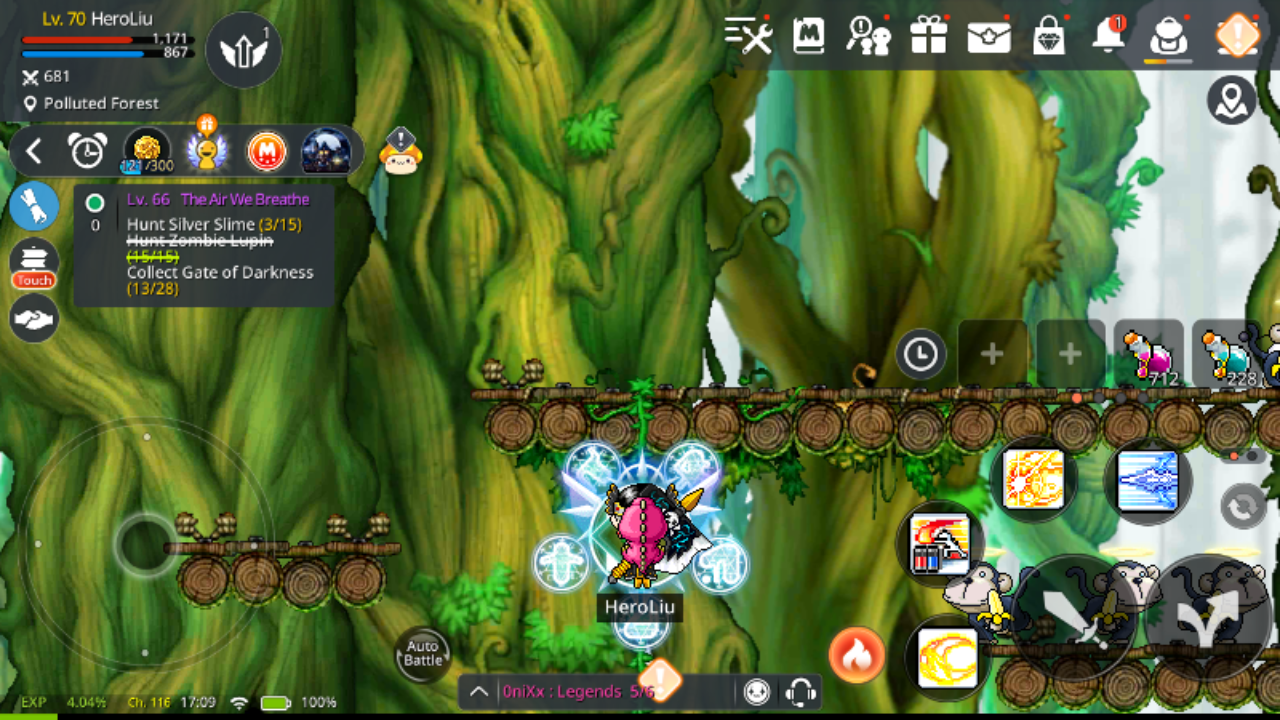 Lv. 70 HeroLiu
1,171
867
681
Polluted Forest
1
1
121/300
Lv. 66 The Air We Breathe
0
Hunt Silver Slime (3/15)
Hunt Zombie Lupin
(15/15)
Collect Gate of Darkness
(13/28)
Touch
712
228
HeroLiu
Auto
Battle
0niXx : Legends 5/6
EXP 4.04% Ch. 116 17:09 100%